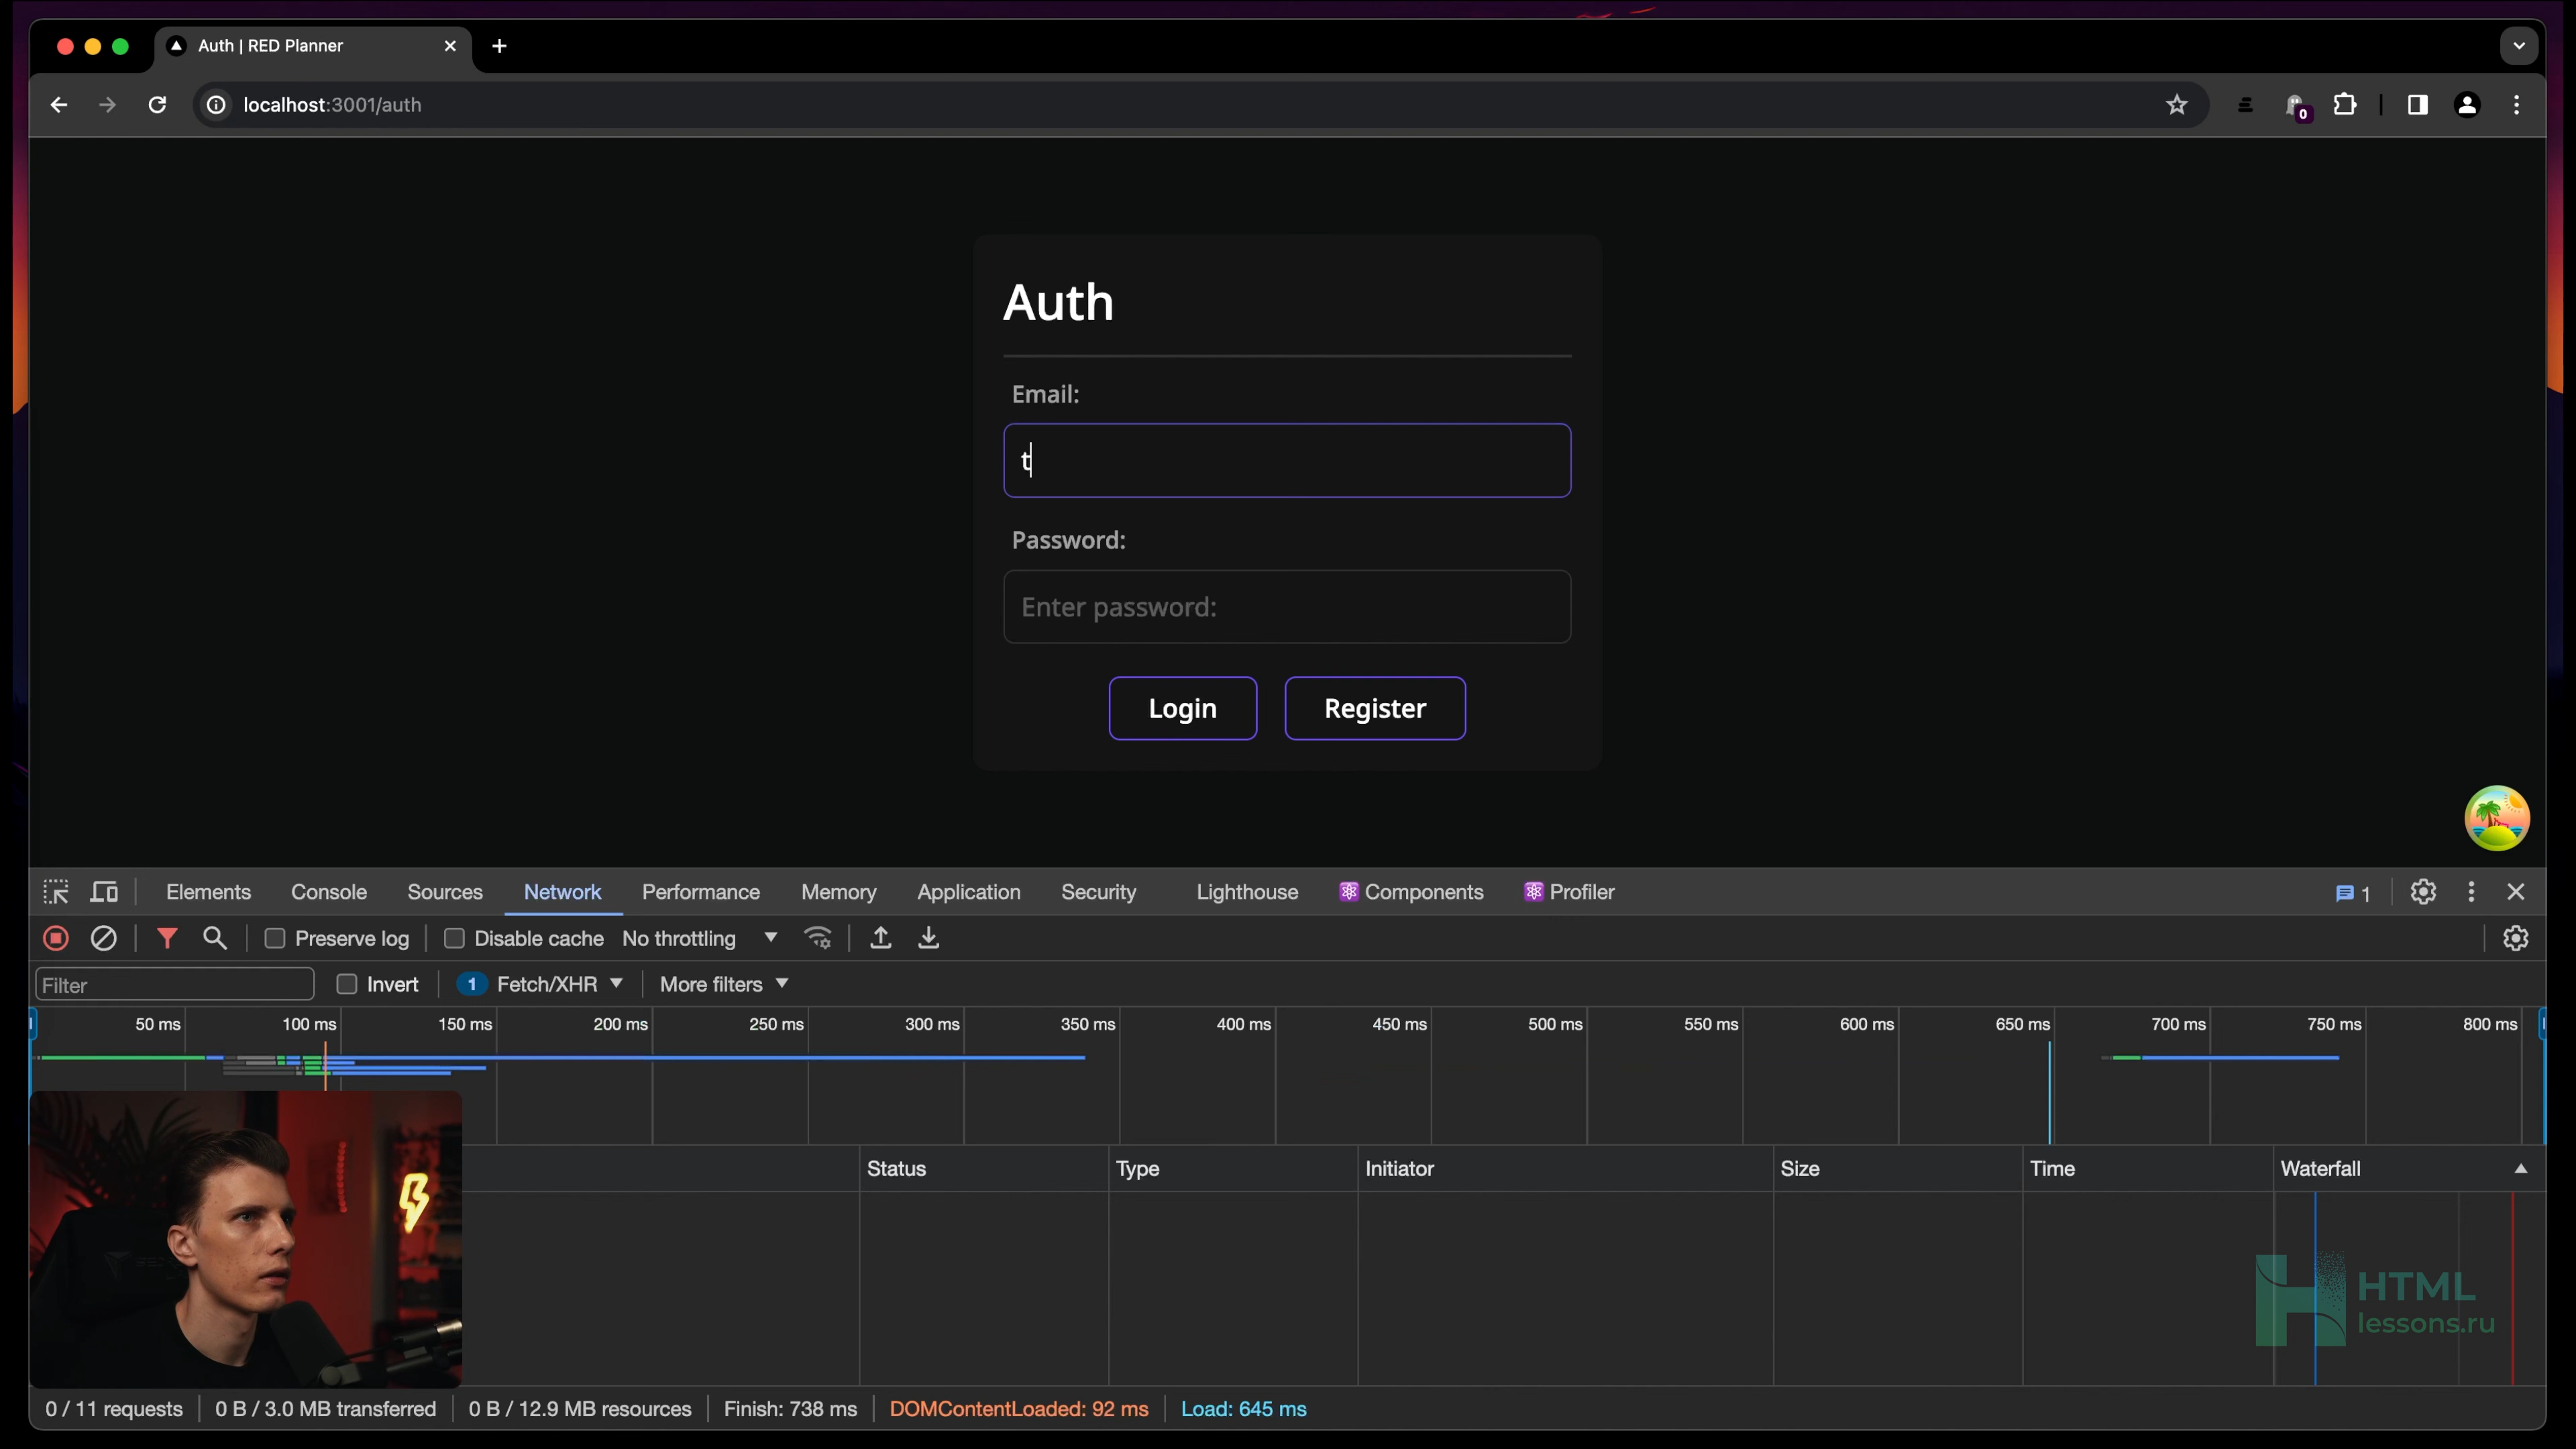 Auth | RED Planner
localhost:3001/auth
0
Auth
Email:
t
Password:
Enter password:
Login
Register
Elements
Console
Sources
Network
Performance
Memory
Application
Security
Lighthouse
Components
Profiler
1
Preserve log
Disable cache
No throttling
Filter
Invert
1
Fetch/XHR
More filters
50 ms
100 ms
150 ms
200 ms
250 ms
300 ms
350 ms
400 ms
450 ms
500 ms
550 ms
600 ms
650 ms
700 ms
750 ms
800 ms
Status
Type
Initiator
Size
Time
Waterfall
HTML
lessons.ru
0 / 11 requests
0 B / 3.0 MB transferred
0 B / 12.9 MB resources
Finish: 738 ms
DOMContentLoaded: 92 ms
Load: 645 ms